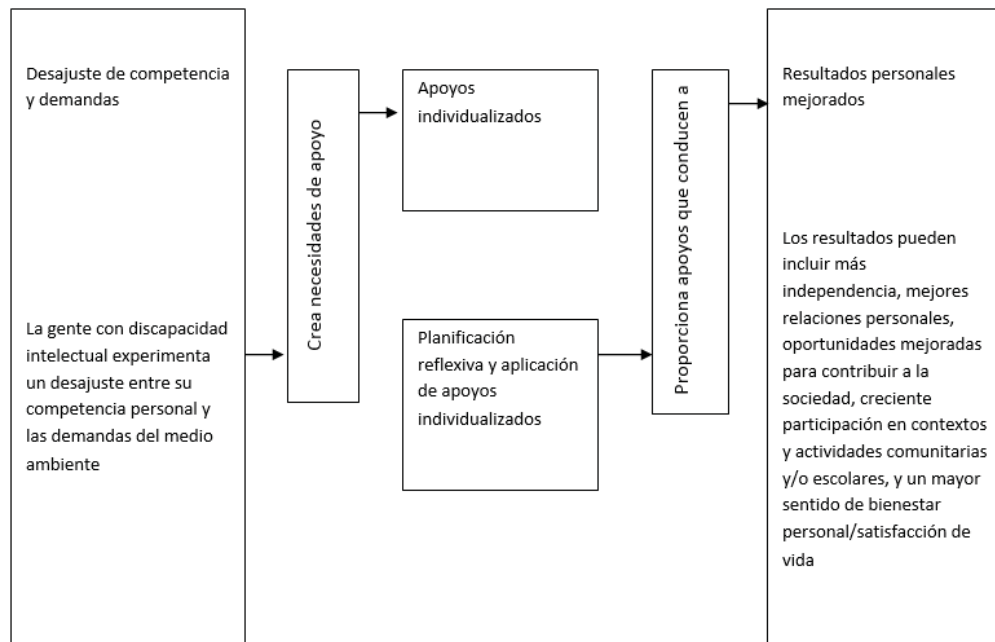 Desajuste de competencia
y demandas
La gente con discapacidad
intelectual experimenta
un desajuste entre su
competencia personal y
las demandas del medio
ambiente
Crea necesidades de apoyo
Apoyos
individualizados
Planificación
reflexiva y aplicación
de apoyos
individualizados
Proporciona apoyos que conducen a
Resultados personales
mejorados
Los resultados pueden
incluir más
independencia, mejores
relaciones personales,
oportunidades mejoradas
para contribuir a la
sociedad, creciente
participación en contextos
y actividades comunitarias
y/o escolares, y un mayor
sentido de bienestar
personal/satisfacción de
vida